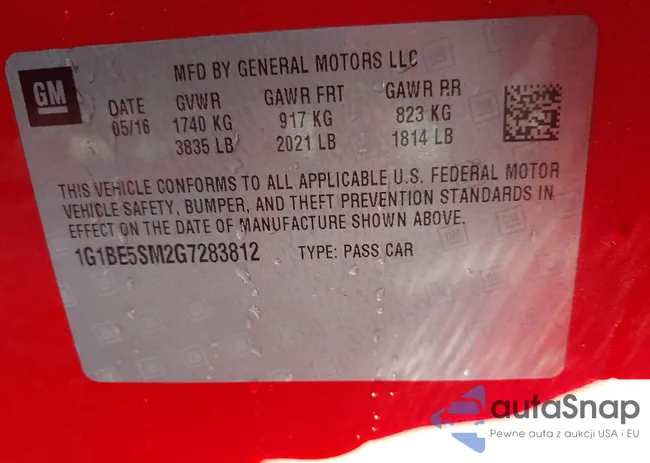 GM
MFD BY GENERAL MOTORS LLC
DATE GVWR GAWR FRT GAWR RR
05/16 1740 KG 917 KG 823 KG
3835 LB 2021 LB 1814 LB
THIS VEHICLE CONFORMS TO ALL APPLICABLE U.S. FEDERAL MOTOR
VEHICLE SAFETY, BUMPER, AND THEFT PREVENTION STANDARDS IN
EFFECT ON THE DATE OF MANUFACTURE SHOWN ABOVE.
1G1BE5SM2G7283812 TYPE: PASS CAR
autaSnap
Pewne auta z aukcji USA i EU